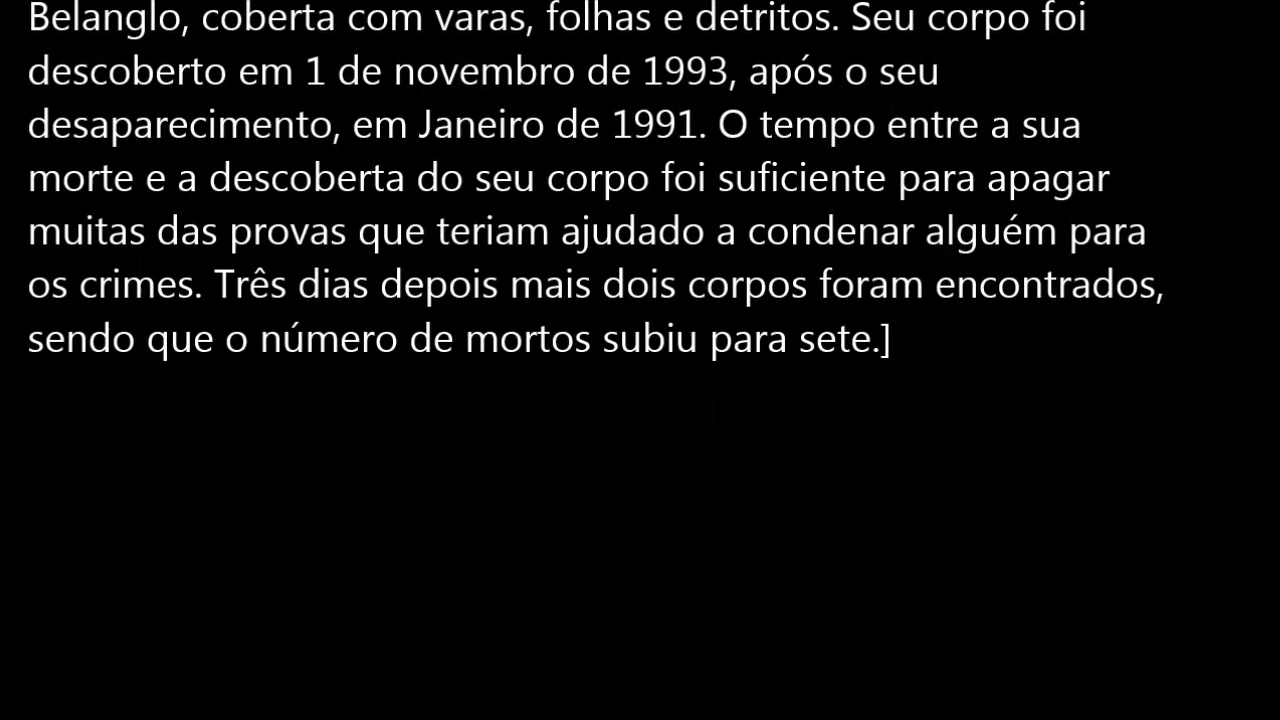 Belanglo, coberta com varas, folhas e detritos. Seu corpo foi
descoberto em 1 de novembro de 1993, após o seu
desaparecimento, em Janeiro de 1991. O tempo entre a sua
morte e a descoberta do seu corpo foi suficiente para apagar
muitas das provas que teriam ajudado a condenar alguém para
os crimes. Três dias depois mais dois corpos foram encontrados,
sendo que o número de mortos subiu para sete.]